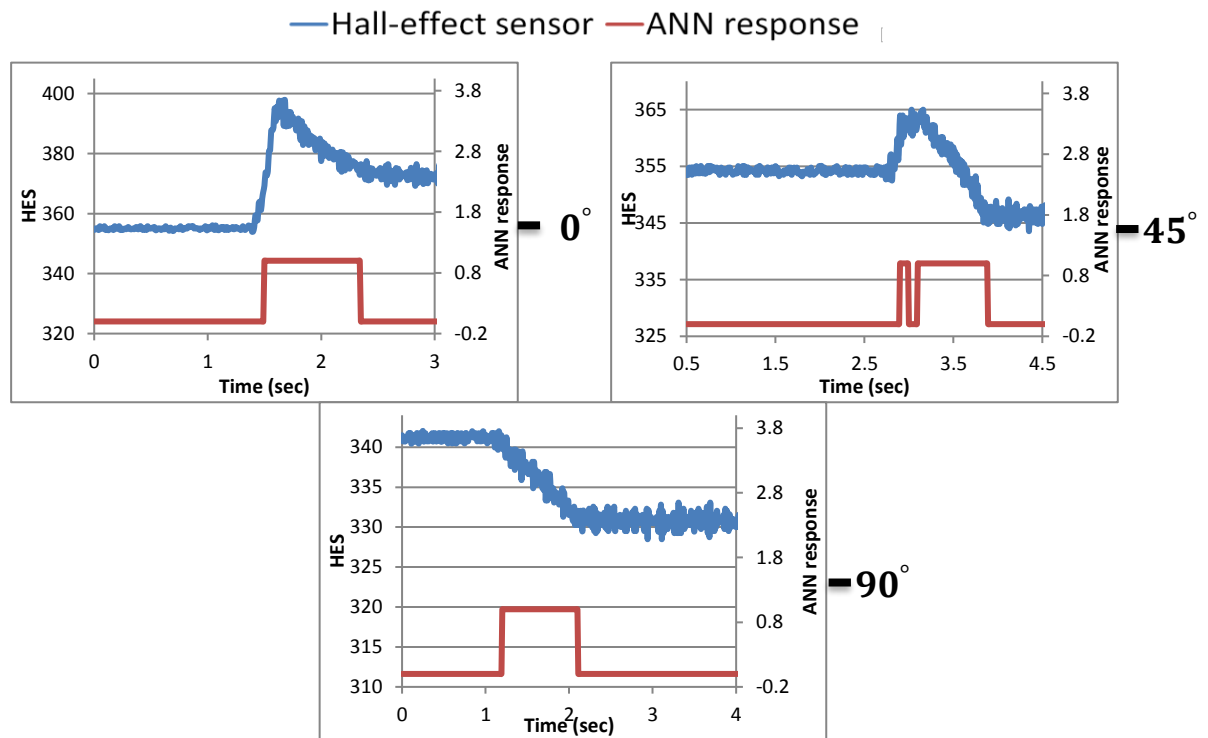 Hall-effect sensor ANN response
400
380
360
340
320
HES
3.8
2.8
1.8
0.8
-0.2
ANN response
0 1 2 3
Time (sec)
0°
365
355
345
335
325
HES
3.8
2.8
1.8
0.8
-0.2
ANN response
0.5 1.5 2.5 3.5 4.5
Time (sec)
45°
340
335
330
325
320
315
310
HES
3.8
2.8
1.8
0.8
-0.2
ANN response
0 1 2 3 4
Time (sec)
90°